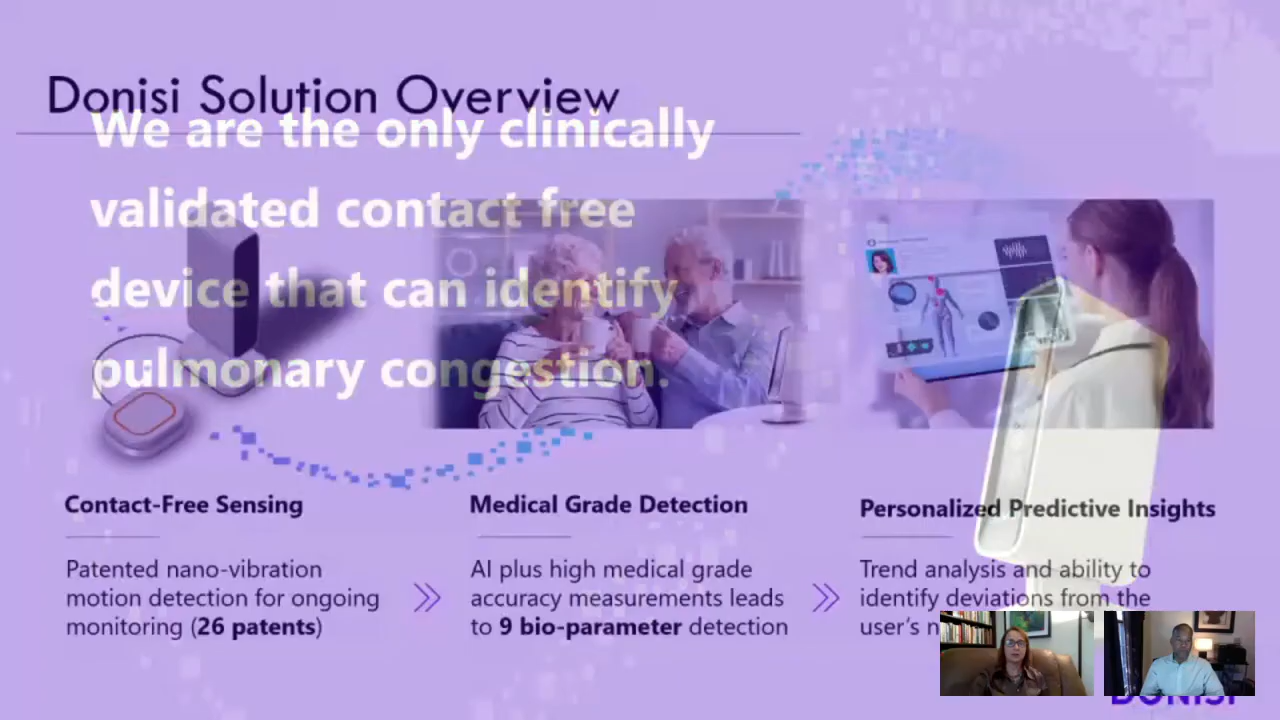 Donisi Solution Overview
We are the only clinically
validated contact free
device that can identify
pulmonary congestion.
Contact-Free Sensing
Patented nano-vibration
motion detection for ongoing
monitoring (26 patents)
Medical Grade Detection
AI plus high medical grade
accuracy measurements leads
to 9 bio-parameter detection
Personalized Predictive Insights
Trend analysis and ability to
identify deviations from the
user's
DONISI